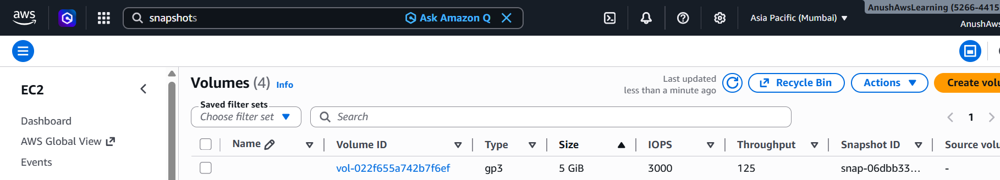 aws
snapshots
Ask Amazon Q
Asia Pacific (Mumbai)
AnushAwsLearning (5266-4415
AnushAws
EC2
Dashboard
AWS Global View
Events
Volumes (4) Info
Last updated
less than a minute ago
Recycle Bin
Actions
Create volu
Saved filter sets
Choose filter set
Search
1
Name Volume ID Type Size IOPS Throughput Snapshot ID Source volu
vol-022f655a742b7f6ef gp3 5 GiB 3000 125 snap-06dbb33... -